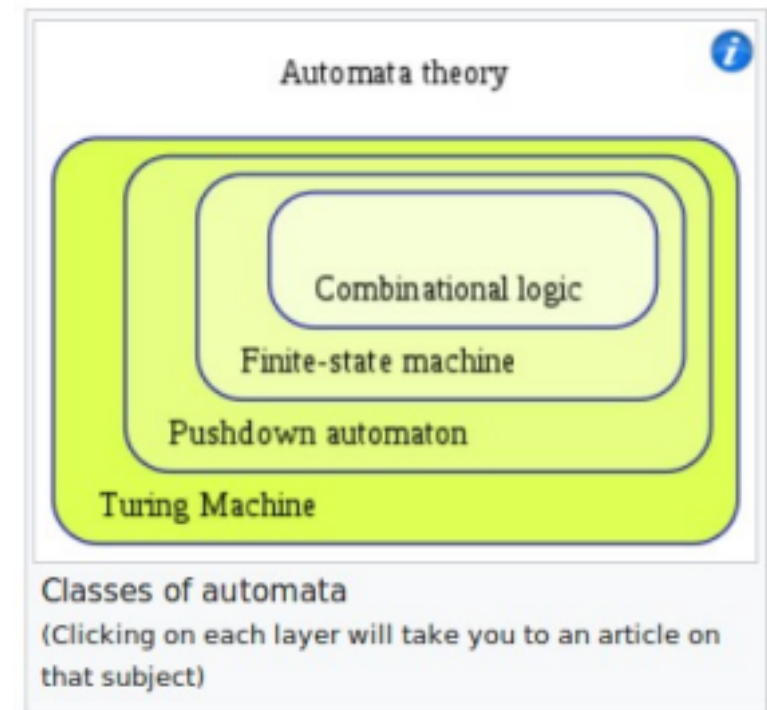 Automata theory
Combinational logic
Finite-state machine
Pushdown automaton
Turing Machine
Classes of automata
(Clicking on each layer will take you to an article on
that subject)